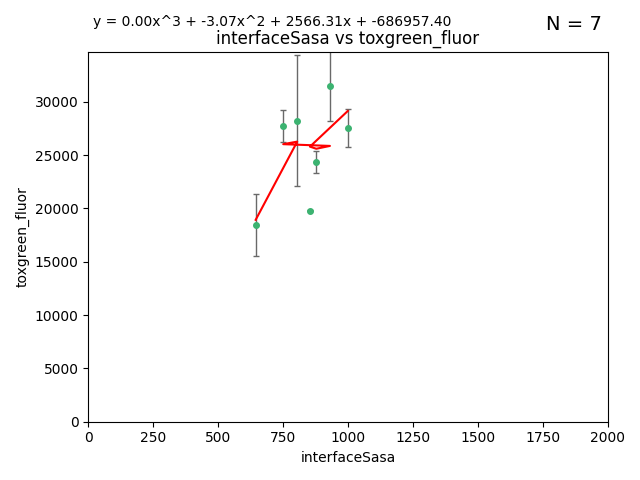 y = 0.00x^3 + -3.07x^2 + 2566.31x + -686957.40
N = 7
interfaceSasa vs toxgreen_fluor
30000
25000
20000
15000
10000
5000
0
toxgreen_fluor
0 250 500 750 1000 1250 1500 1750 2000
interfaceSasa